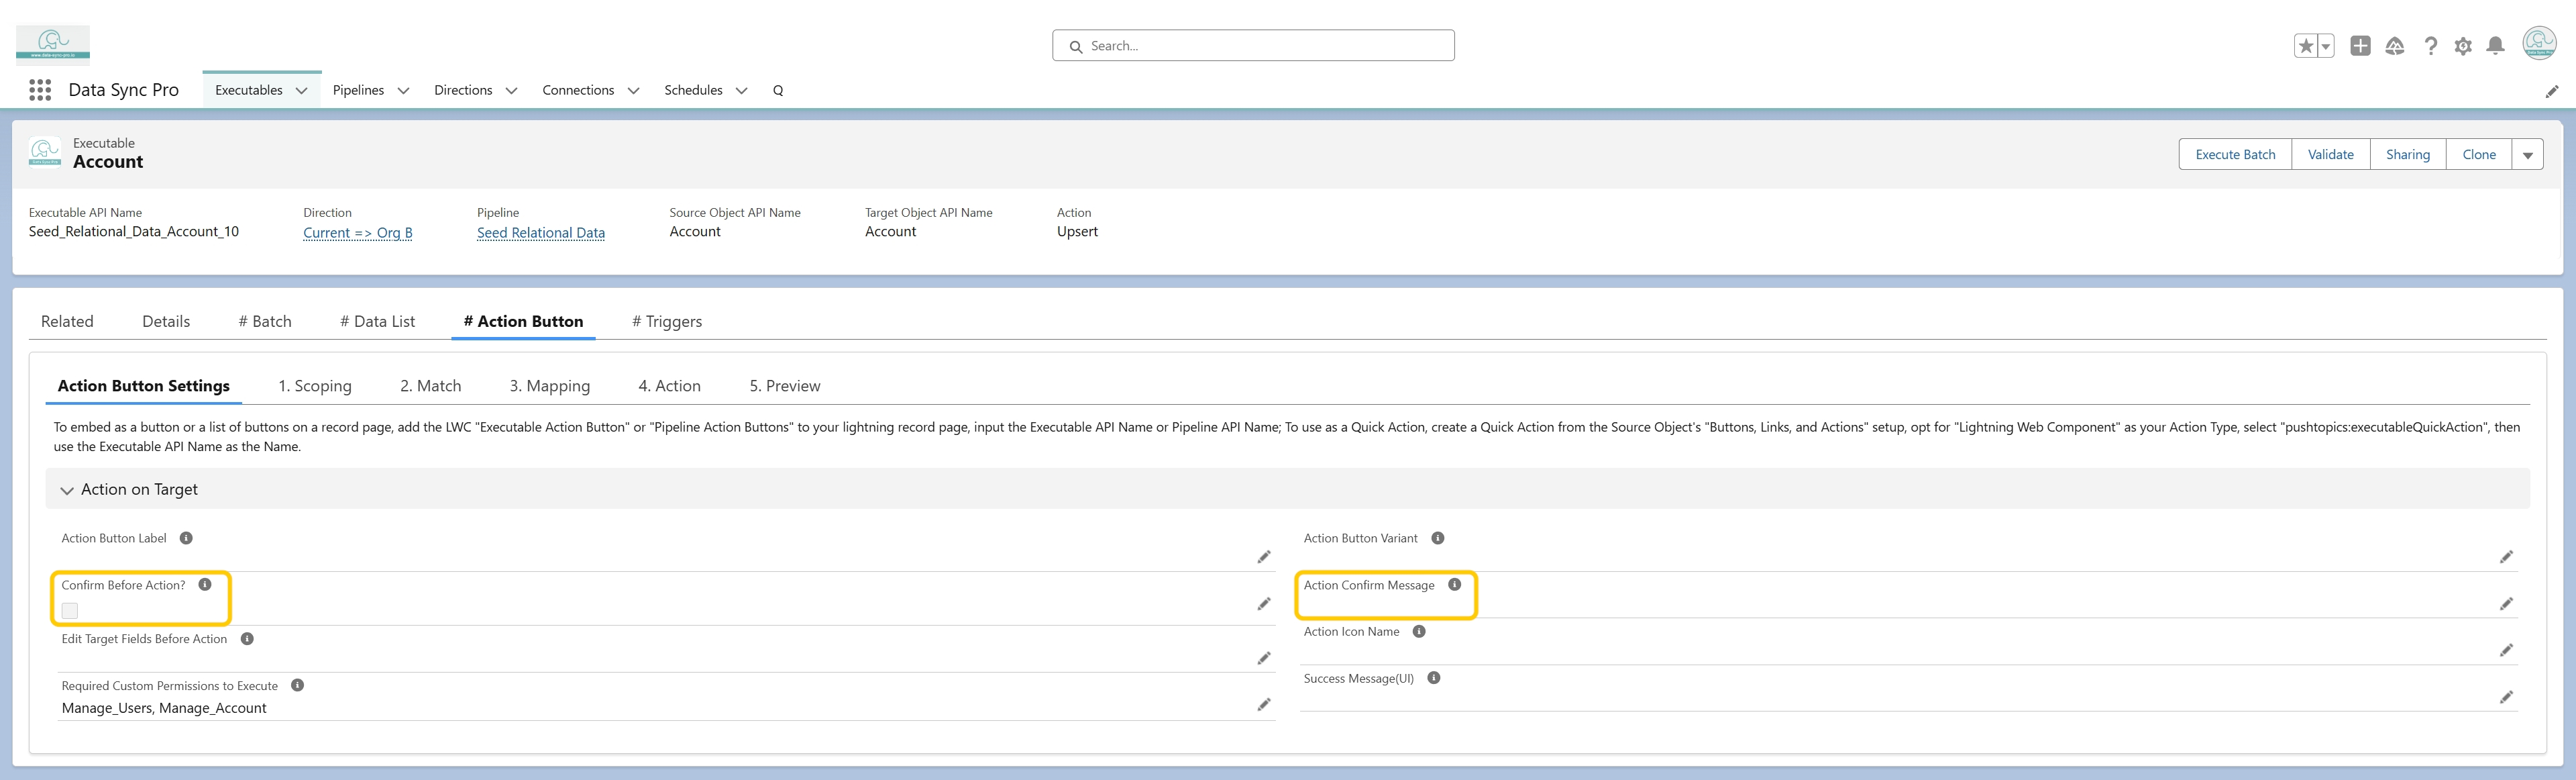 www.data-sync-pro.io
Search...
Data Sync Pro
Executables
Pipelines
Directions
Connections
Schedules
Q
Executable
Account
Execute Batch
Validate
Sharing
Clone
Executable API Name
Seed_Relational_Data_Account_10
Direction
Current => Org B
Pipeline
Seed Relational Data
Source Object API Name
Account
Target Object API Name
Account
Action
Upsert
Related
Details
# Batch
# Data List
# Action Button
# Triggers
Action Button Settings
1. Scoping
2. Match
3. Mapping
4. Action
5. Preview
To embed as a button or a list of buttons on a record page, add the LWC "Executable Action Button" or "Pipeline Action Buttons" to your lightning record page, input the Executable API Name or Pipeline API Name; To use as a Quick Action, create a Quick Action from the Source Object's "Buttons, Links, and Actions" setup, opt for "Lightning Web Component" as your Action Type, select "pushtopics:executableQuickAction", then
use the Executable API Name as the Name.
Action on Target
Action Button Label
Action Button Variant
Confirm Before Action?
Action Confirm Message
Edit Target Fields Before Action
Action Icon Name
Required Custom Permissions to Execute
Manage_Users, Manage_Account
Success Message(UI)